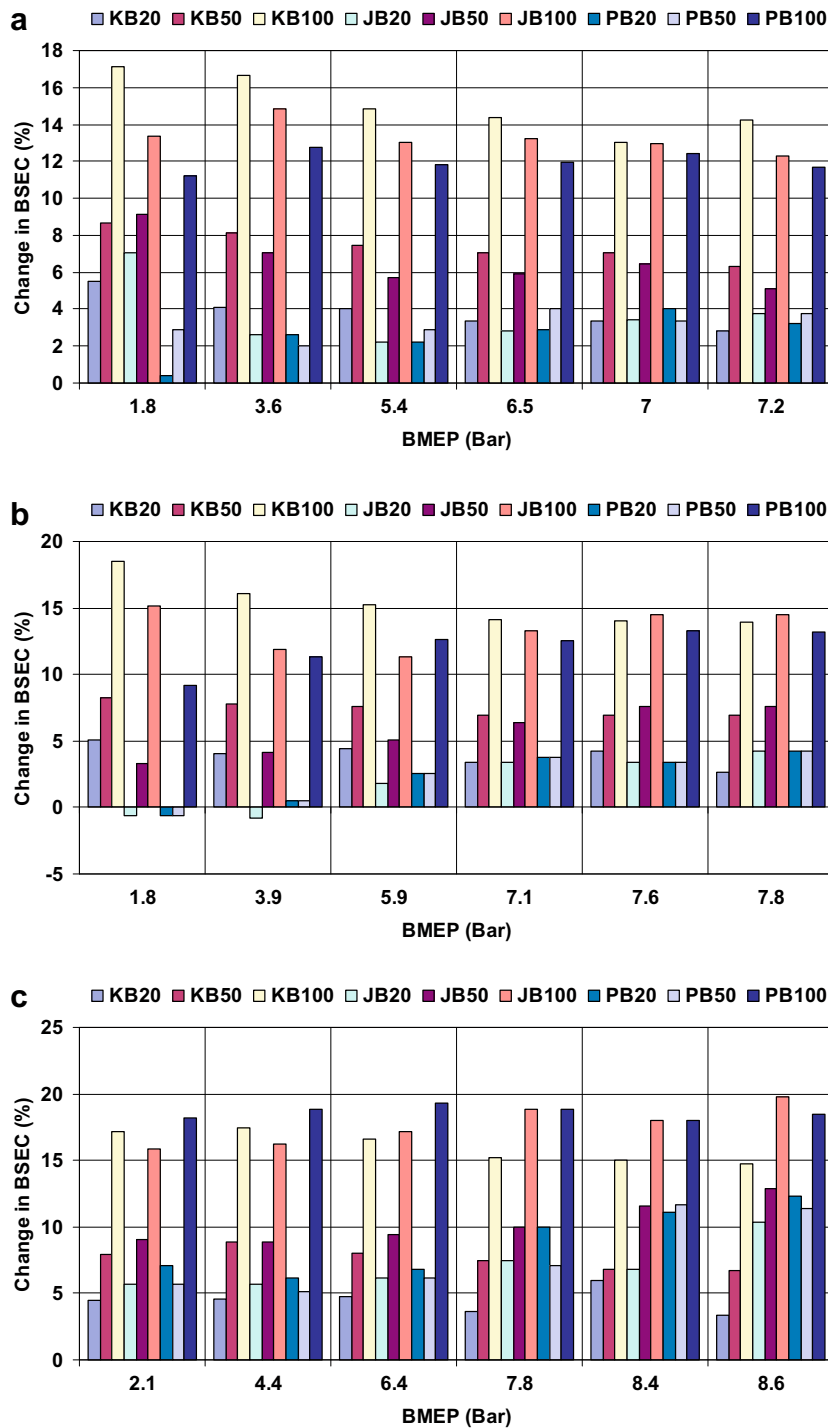 a
KB20 KB50 KB100 JB20 JB50 JB100 PB20 PB50 PB100
18
16
14
12
10
8
6
4
2
0
Change in BSEC (%)
1.8 3.6 5.4 6.5 7 7.2
BMEP (Bar)
b
KB20 KB50 KB100 JB20 JB50 JB100 PB20 PB50 PB100
20
15
10
5
0
-5
Change in BSEC (%)
1.8 3.9 5.9 7.1 7.6 7.8
BMEP (Bar)
c
KB20 KB50 KB100 JB20 JB50 JB100 PB20 PB50 PB100
25
20
15
10
5
0
Change in BSEC (%)
2.1 4.4 6.4 7.8 8.4 8.6
BMEP (Bar)